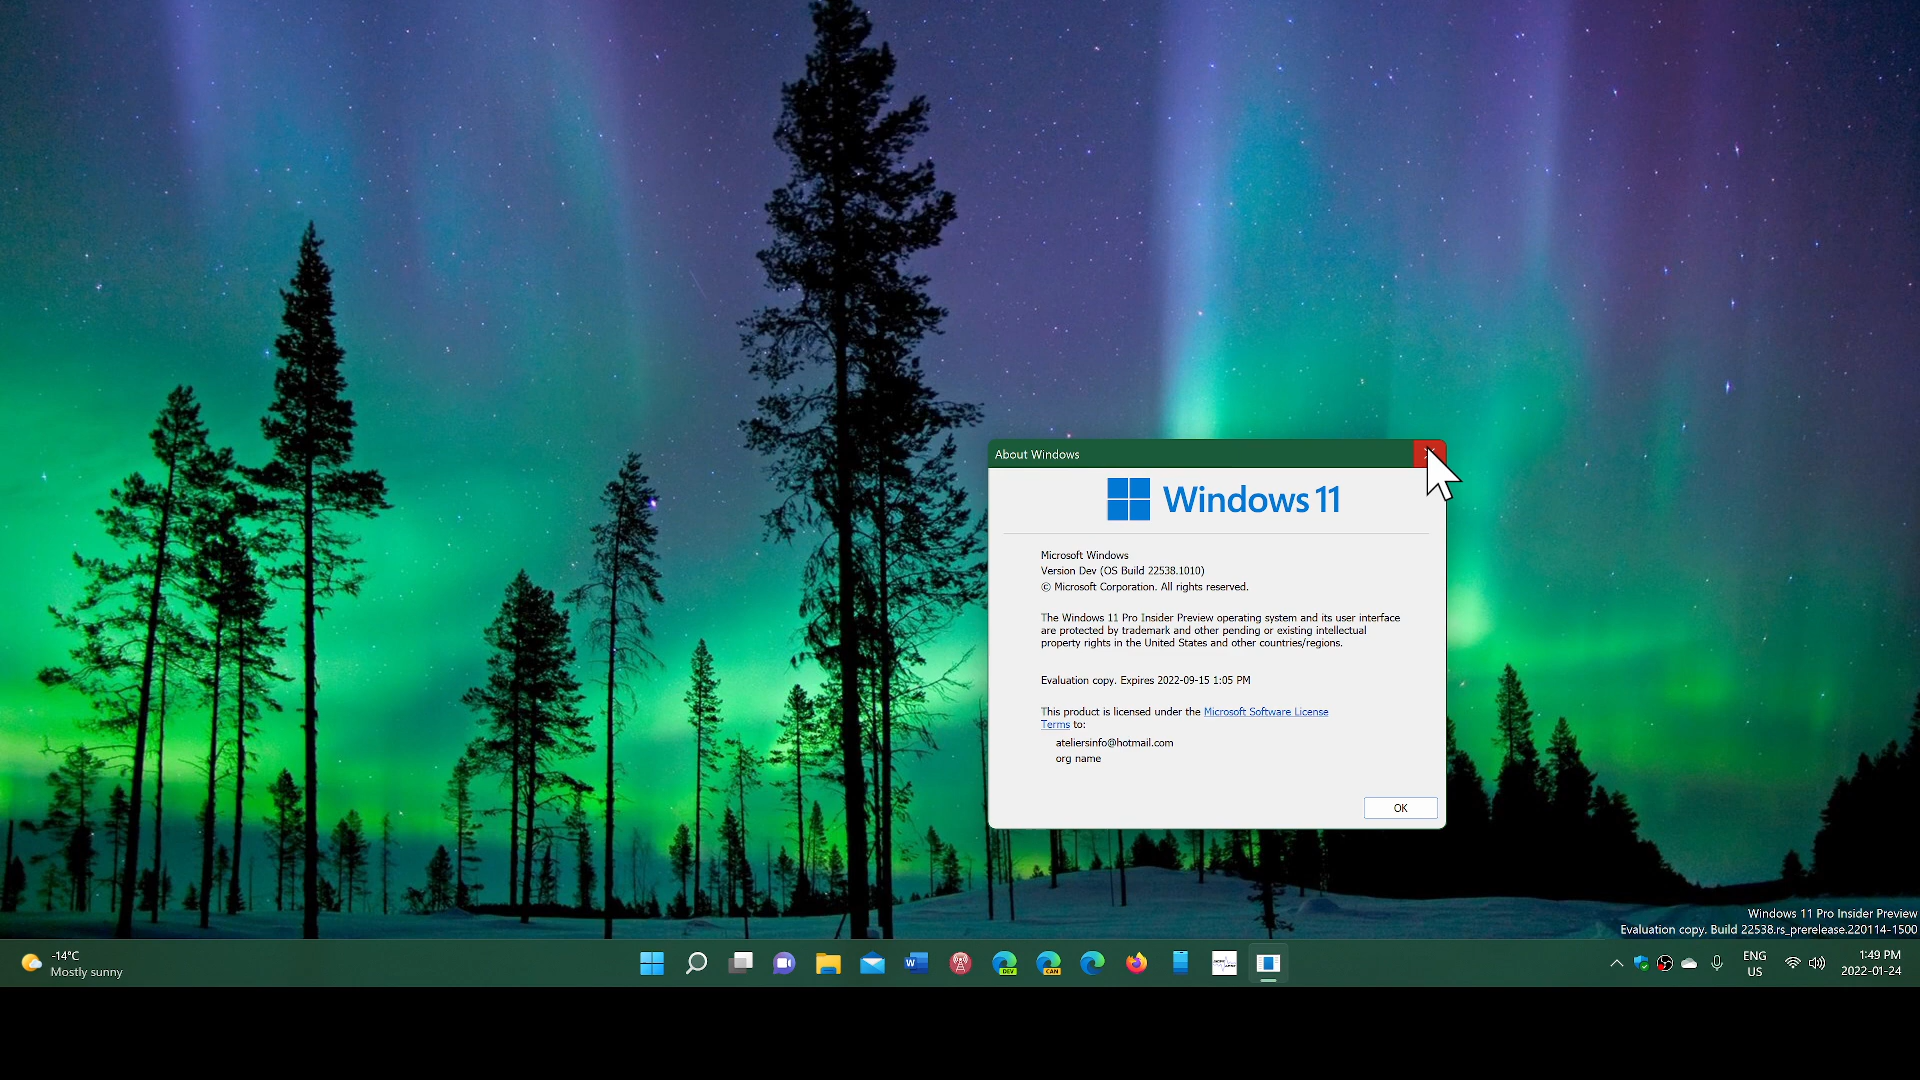 About Windows
Windows 11
Microsoft Windows
Version Dev (OS Build 22538.1010)
© Microsoft Corporation. All rights reserved.
The Windows 11 Pro Insider Preview operating system and its user interface
are protected by trademark and other pending or existing intellectual
property rights in the United States and other countries/regions.
Evaluation copy. Expires 2022-09-15 1:05 PM
This product is licensed under the Microsoft Software License
Terms to:
ateliersinfo@hotmail.com
org name
OK
Windows 11 Pro Insider Preview
Evaluation copy. Build 22538.rs_prerelease.220114-1500
-14°C
Mostly sunny
W
DEV
CAN
ENG
US
1:49 PM
2022-01-24